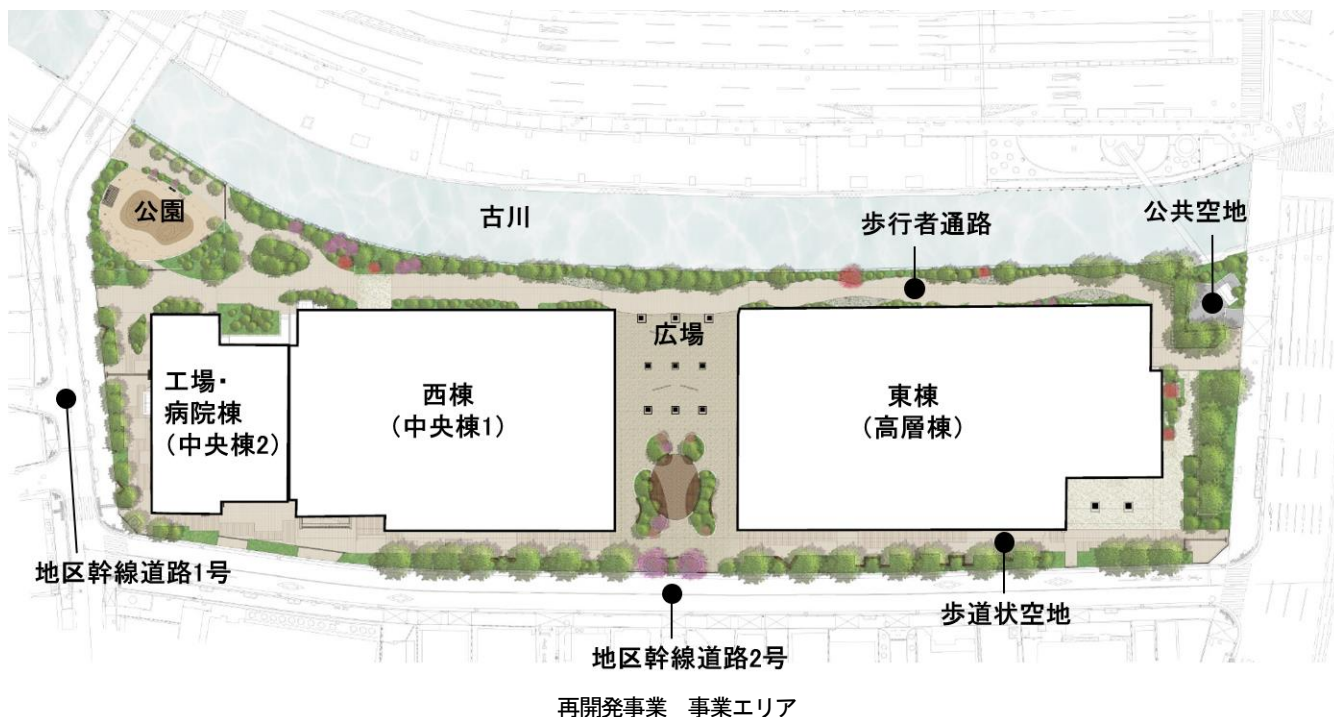 公園
古川
歩行者通路
公共空地
広場
工場・
病院棟
(中央棟2)
西棟
(中央棟1)
東棟
(高層棟)
地区幹線道路1号
歩道状空地
地区幹線道路2号
再開発事業　事業エリア